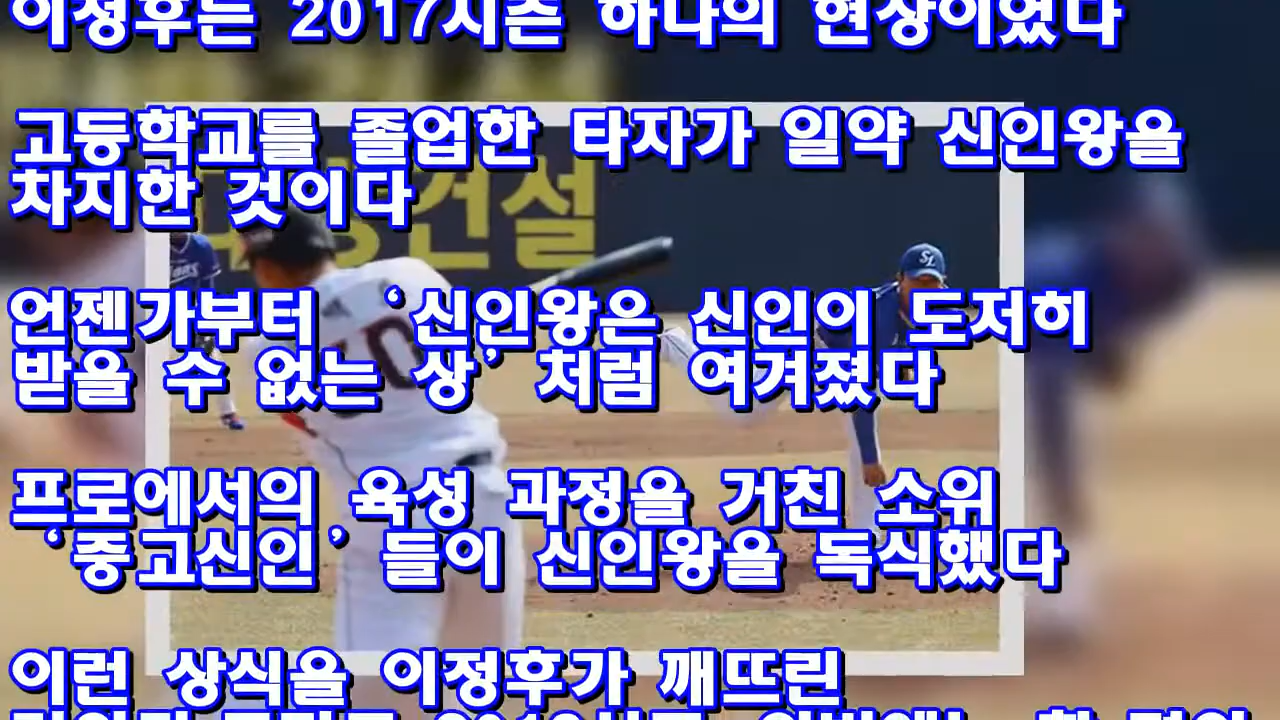 이정후는 2017시즌 하나의 현상이었다
고등학교를 졸업한 타자가 일약 신인왕을
차지한 것이다
언젠가부터 ‘신인왕은 신인이 도저히
받을 수 없는 상’ 처럼 여겨졌다
프로에서의 육성 과정을 거친 소위
‘중고신인’ 들이 신인왕을 독식했다
이런 상식을 이정후가 깨뜨린
건설
SL